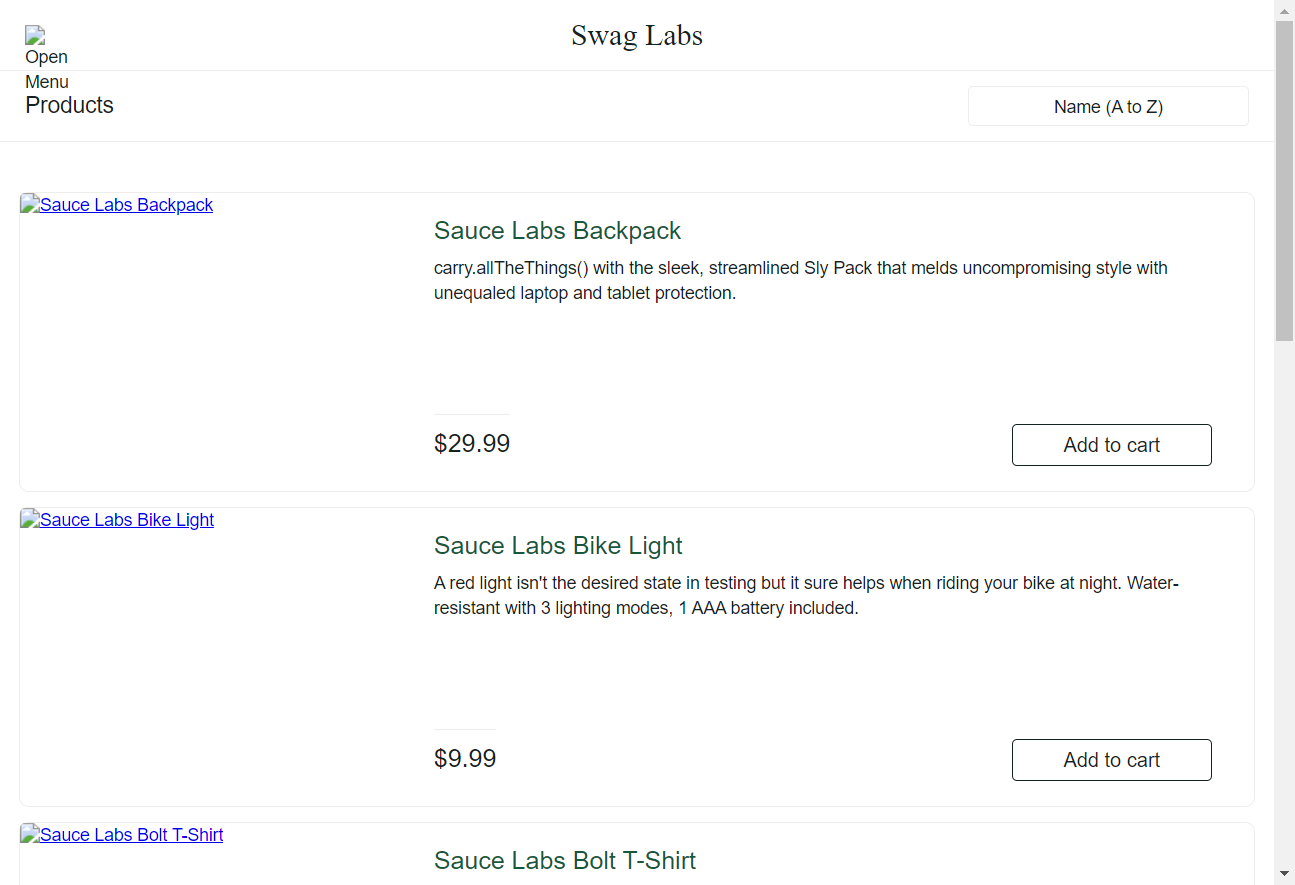 Swag Labs
Open
Menu
Products
Name (A to Z)
Sauce Labs Backpack
Sauce Labs Backpack
carry.allTheThings() with the sleek, streamlined Sly Pack that melds uncompromising style with
unequaled laptop and tablet protection.
$29.99
Add to cart
Sauce Labs Bike Light
Sauce Labs Bike Light
A red light isn't the desired state in testing but it sure helps when riding your bike at night. Water-
resistant with 3 lighting modes, 1 AAA battery included.
$9.99
Add to cart
Sauce Labs Bolt T-Shirt
Sauce Labs Bolt T-Shirt